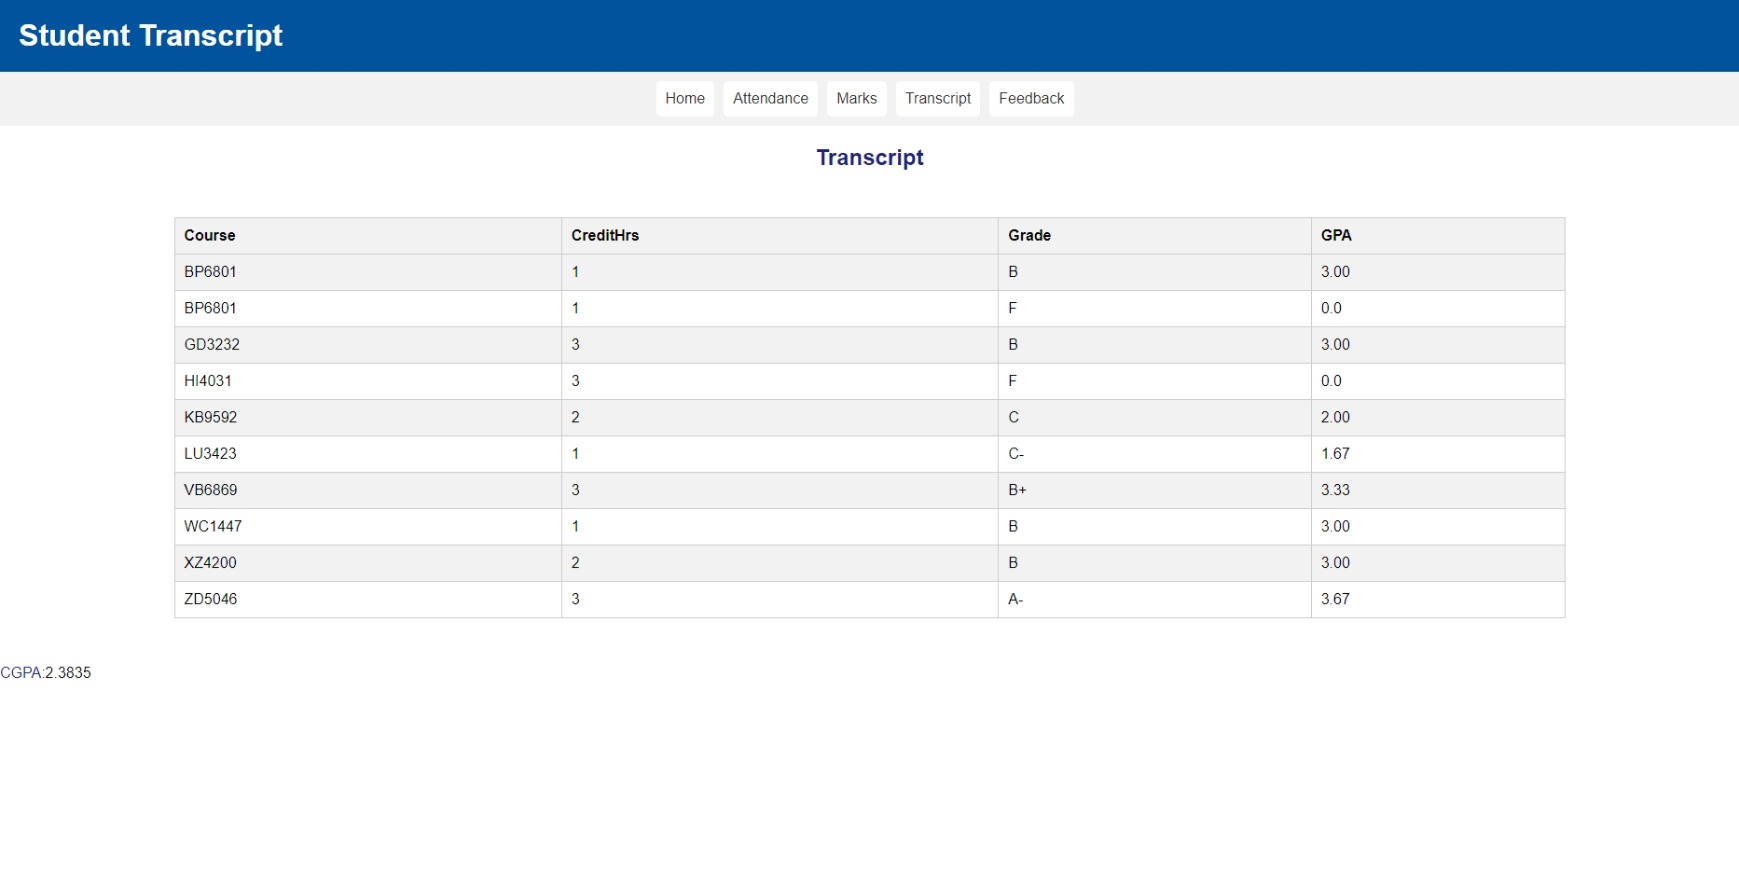 Student Transcript
Home Attendance Marks Transcript Feedback
Transcript
Course CreditHrs Grade GPA
BP6801 1 B 3.00
BP6801 1 F 0.0
GD3232 3 B 3.00
HI4031 3 F 0.0
KB9592 2 C 2.00
LU3423 1 C- 1.67
VB6869 3 B+ 3.33
WC1447 1 B 3.00
XZ4200 2 B 3.00
ZD5046 3 A- 3.67
CGPA:2.3835